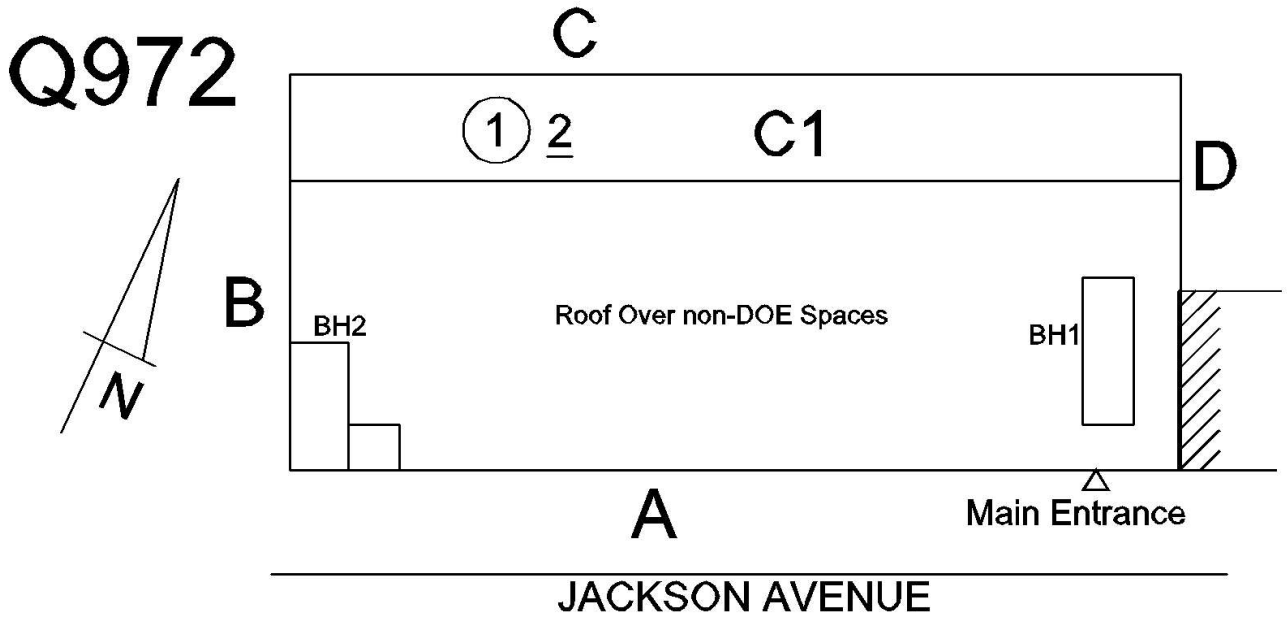 Q972
C
1 2 C1
D
B
BH2
Roof Over non-DOE Spaces
BH1
N
A
Main Entrance
JACKSON AVENUE